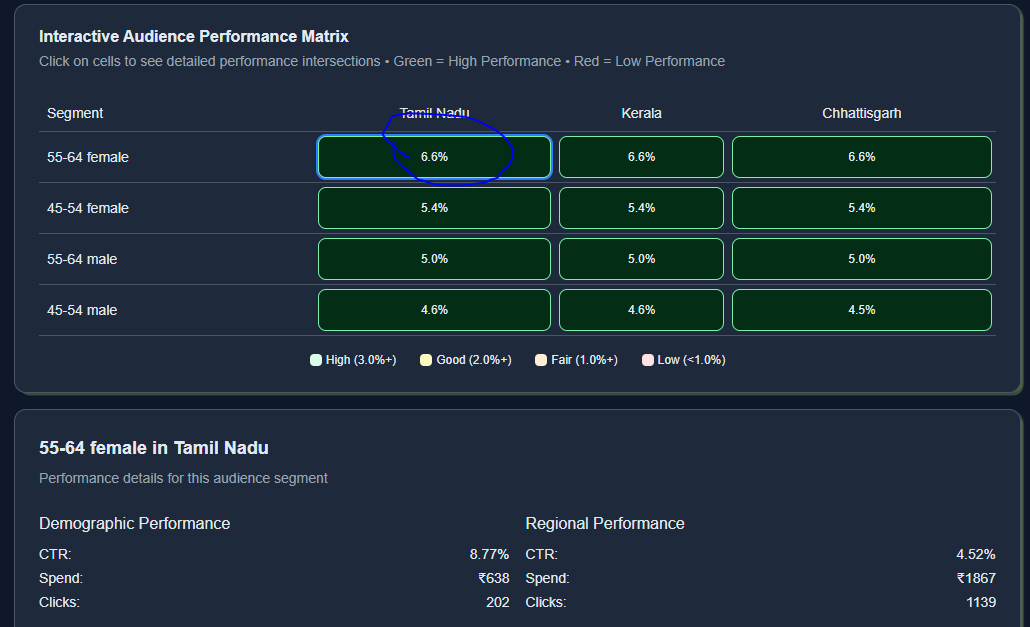 Interactive Audience Performance Matrix
Click on cells to see detailed performance intersections • Green = High Performance • Red = Low Performance
Segment Tamil Nadu Kerala Chhattisgarh
55-64 female 6.6% 6.6% 6.6%
45-54 female 5.4% 5.4% 5.4%
55-64 male 5.0% 5.0% 5.0%
45-54 male 4.6% 4.6% 4.5%
High (3.0%+) Good (2.0%+) Fair (1.0%+) Low (<1.0%)
55-64 female in Tamil Nadu
Performance details for this audience segment
Demographic Performance Regional Performance
CTR: 8.77% CTR: 4.52%
Spend: ₹638 Spend: ₹1867
Clicks: 202 Clicks: 1139